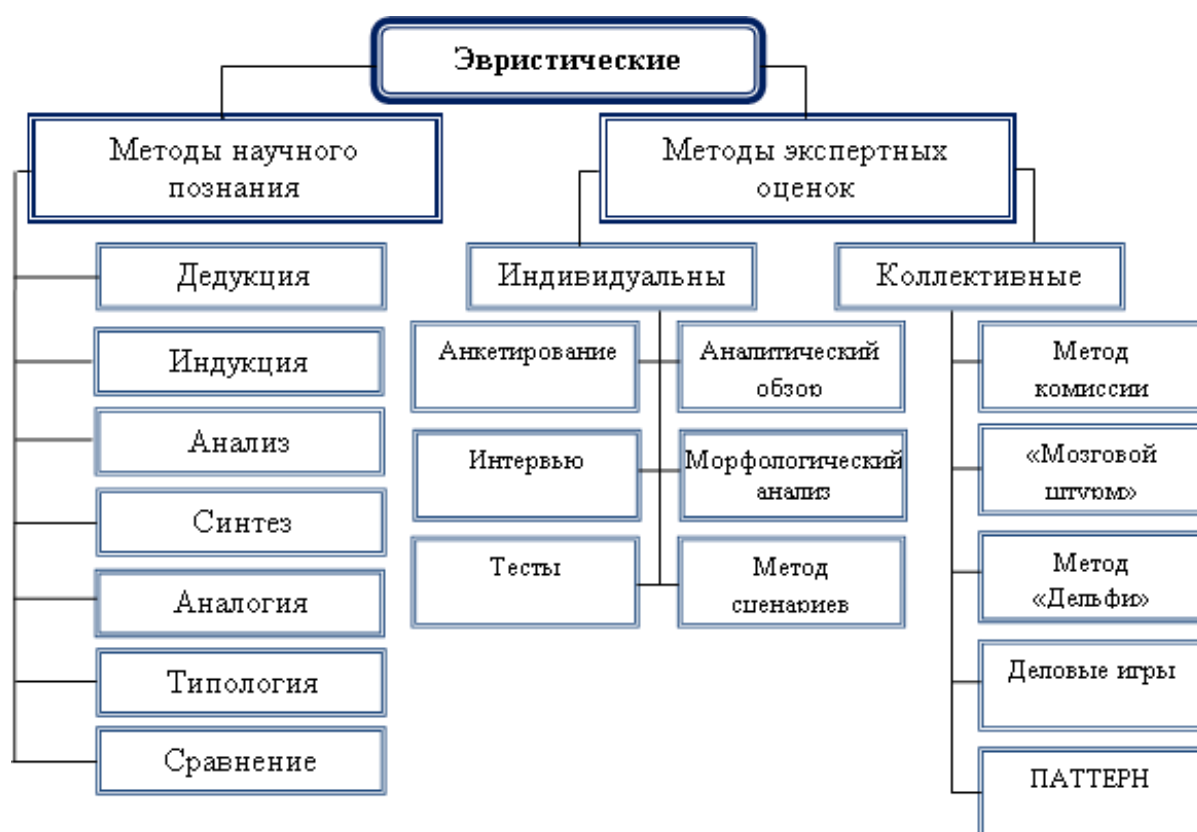 Эвристические
Методы научного
познания
Методы экспертных
оценок
Дедукция
Индукция
Анализ
Синтез
Аналогия
Типология
Сравнение
Индивидуальны
Коллективные
Анкетирование
Интервью
Тесты
Аналитический
обзор
Морфологический
анализ
Метод
сценариев
Метод
комиссии
«Мозговой
штурм»
Метод
«Дельфи»
Деловые игры
ПАТТЕРН